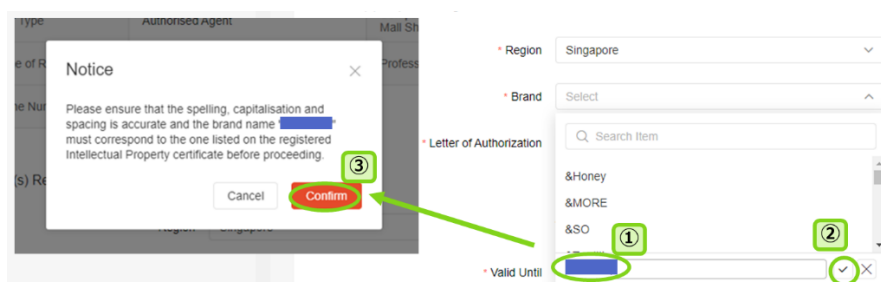 Type
Authorised Agent
Mall Sh
e of R
Profess
ne Nur
(s) Re
Region
Singapore
Notice
Please ensure that the spelling, capitalisation and
spacing is accurate and the brand name "
"
must correspond to the one listed on the registered
Intellectual Property certificate before proceeding.
③
Cancel
Confirm
* Region
Singapore
* Brand
Select
Search Item
* Letter of Authorization
&Honey
&MORE
&SO
①
②
* Valid Until